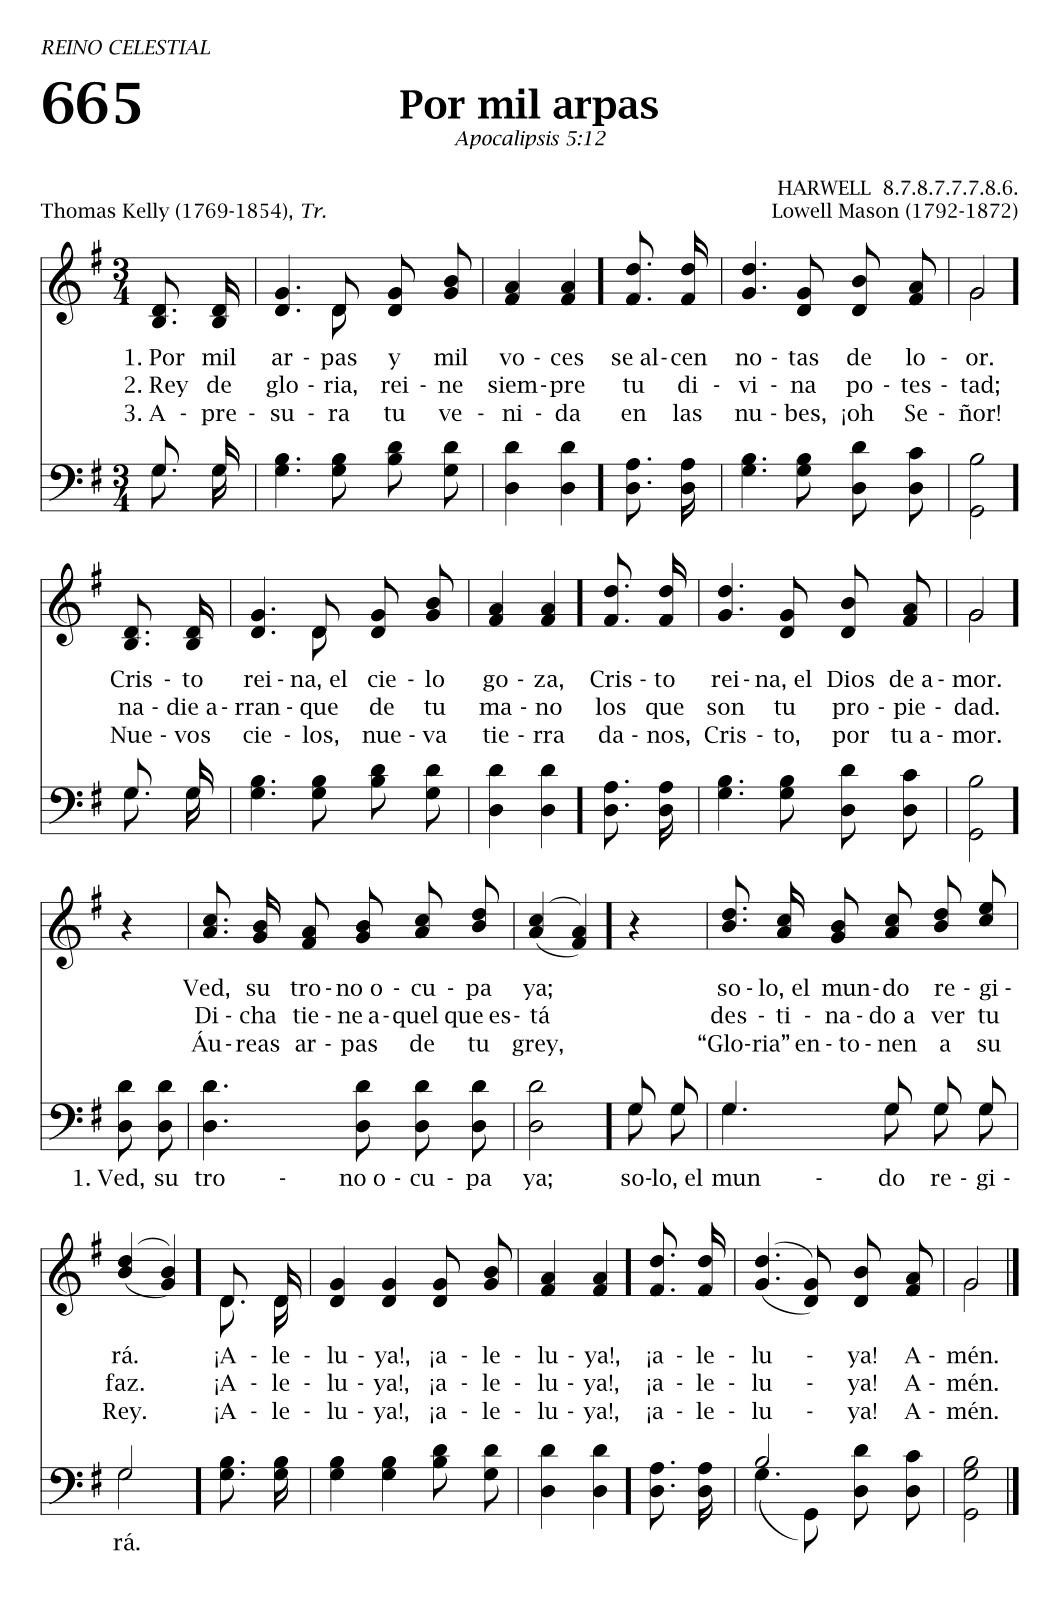 REINO CELESTIAL
665
Por mil arpas
Apocalipsis 5:12
HARWELL 8.7.8.7.7.7.8.6.
Thomas Kelly (1769-1854), Tr.
Lowell Mason (1792-1872)
1. Por mil ar - pas y mil vo - ces se al - cen no - tas de lo - or.
2. Rey de glo - ria, rei - ne siem - pre tu di - vi - na po - tes - tad;
3. A - pre - su - ra tu ve - ni - da en las nu - bes, ¡oh Se - ñor!
Cris - to rei - na, el cie - lo go - za, Cris - to rei - na, el Dios de a - mor.
na - die a - rran - que de tu ma - no los que son tu pro - pie - dad.
Nue - vos cie - los, nue - va tie - rra da - nos, Cris - to, por tu a - mor.
Ved, su tro - no o - cu - pa ya; so - lo, el mun - do re - gi -
Di - cha tie - ne a - quel que es - tá des - ti - na - do a ver tu
Áu - reas ar - pas de tu grey, “Glo - ria” en - to - nen a su
1. Ved, su tro - no o - cu - pa ya; so - lo, el mun - do re - gi -
rá. ¡A - le - lu - ya!, ¡a - le - lu - ya!, ¡a - le - lu - ya! A - mén.
faz. ¡A - le - lu - ya!, ¡a - le - lu - ya!, ¡a - le - lu - ya! A - mén.
Rey. ¡A - le - lu - ya!, ¡a - le - lu - ya!, ¡a - le - lu - ya! A - mén.
rá.